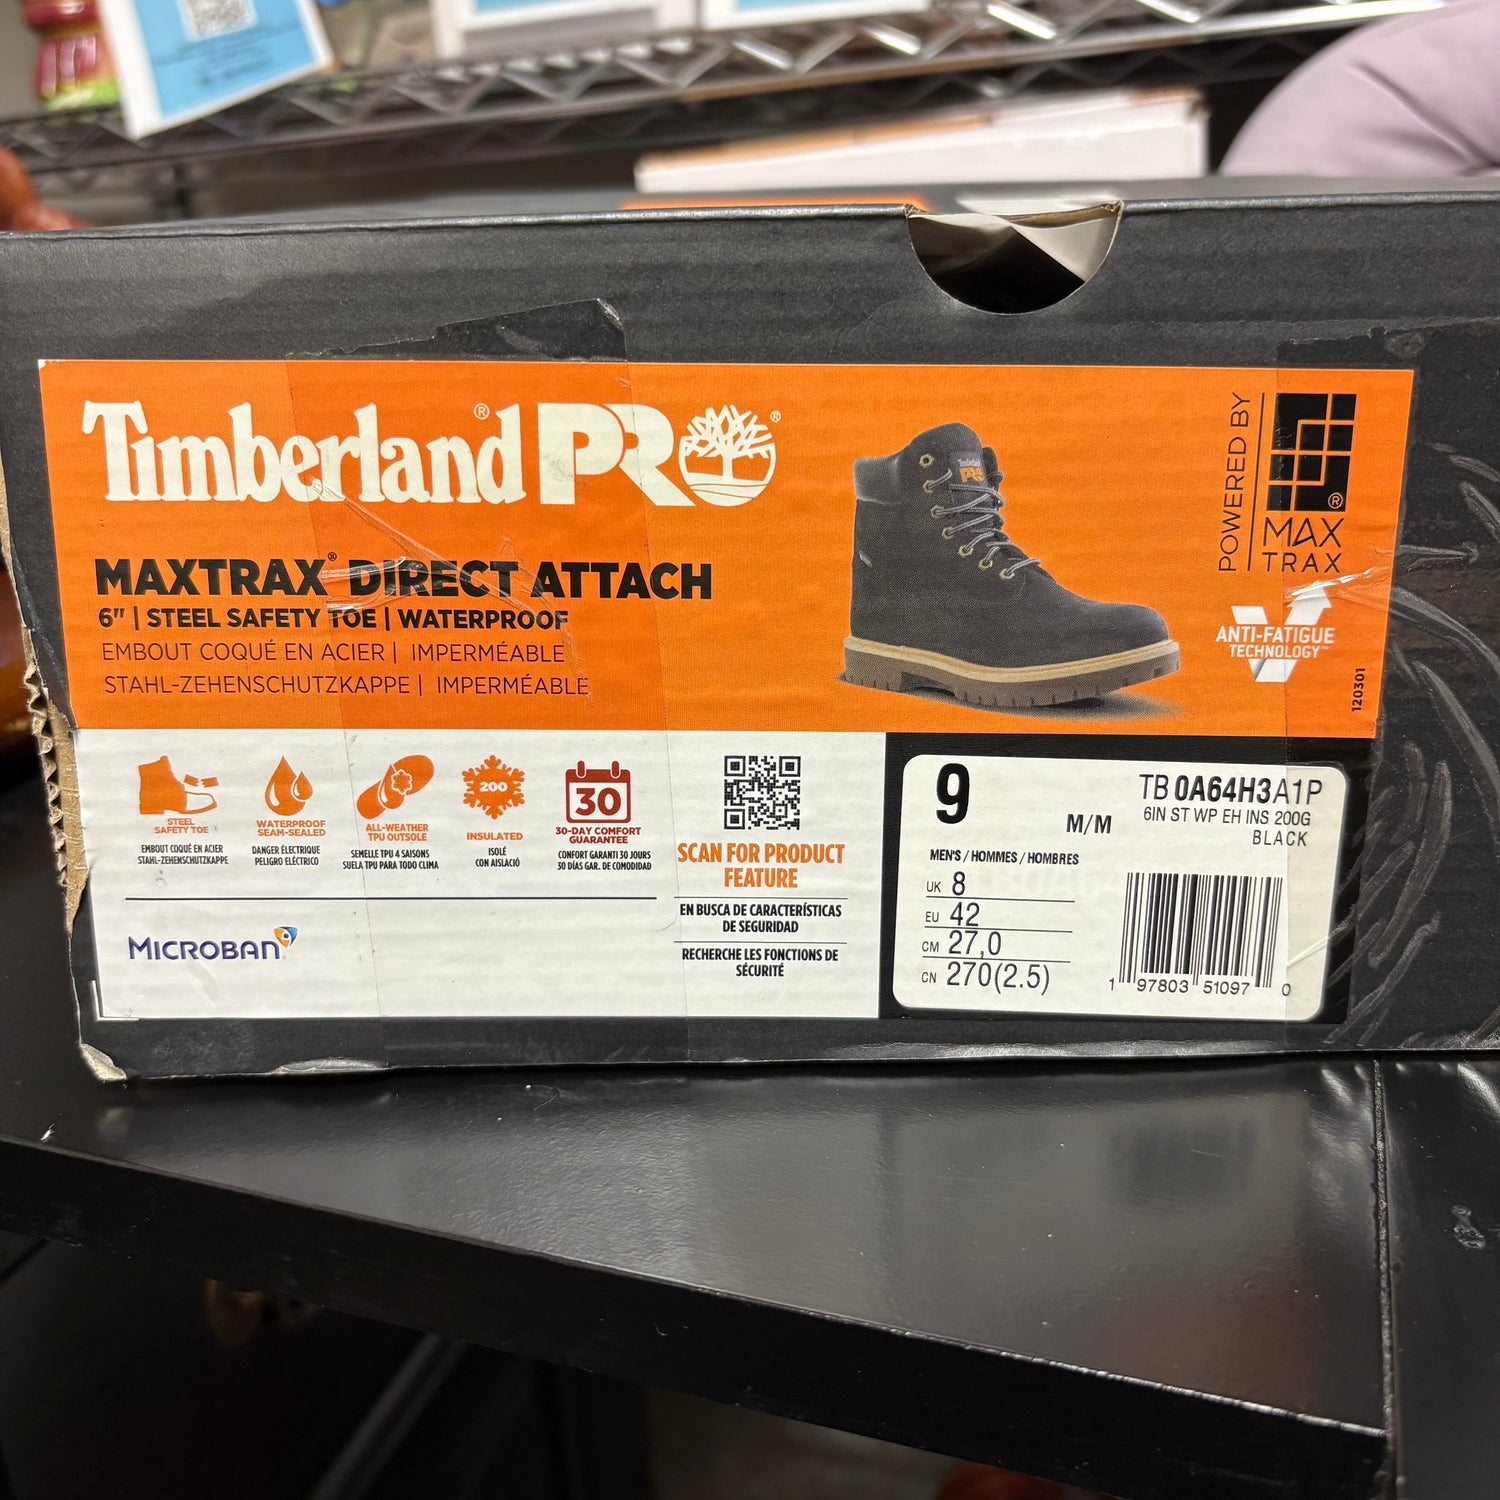 Timberland® PRO®
MAXTRAX® DIRECT ATTACH
6" | STEEL SAFETY TOE | WATERPROOF
EMBOUT COQUÉ EN ACIER | IMPERMÉABLE
STAHL-ZEHENSCHUTZKAPPE | IMPERMÉABLE
Timberland
PRO
POWERED BY
®
MAX
TRAX
ANTI-FATIGUE
TECHNOLOGY™
120301
STEEL
SAFETY TOE
EMBOUT COQUÉ EN ACIER
STAHL-ZEHENSCHUTZKAPPE
WATERPROOF
SEAM-SEALED
DANGER ÉLECTRIQUE
PELIGRO ELÉCTRICO
ALL-WEATHER
TPU OUTSOLE
SEMELLE TPU 4 SAISONS
SUELA TPU PARA TODO CLIMA
200
INSULATED
ISOLÉ
CON AISLACIÓ
30
30-DAY COMFORT
GUARANTEE
CONFORT GARANTI 30 JOURS
30 DÍAS GAR. DE COMODIDAD
MICROBAN®
SCAN FOR PRODUCT
FEATURE
EN BUSCA DE CARACTERÍSTICAS
DE SEGURIDAD
RECHERCHE LES FONCTIONS DE
SÉCURITÉ
9
M/M
TB 0A64H3A1P
6IN ST WP EH INS 200G
BLACK
MEN'S / HOMMES / HOMBRES
UK 8
EU 42
CM 27,0
CN 270(2.5)
1 97803 51097 0